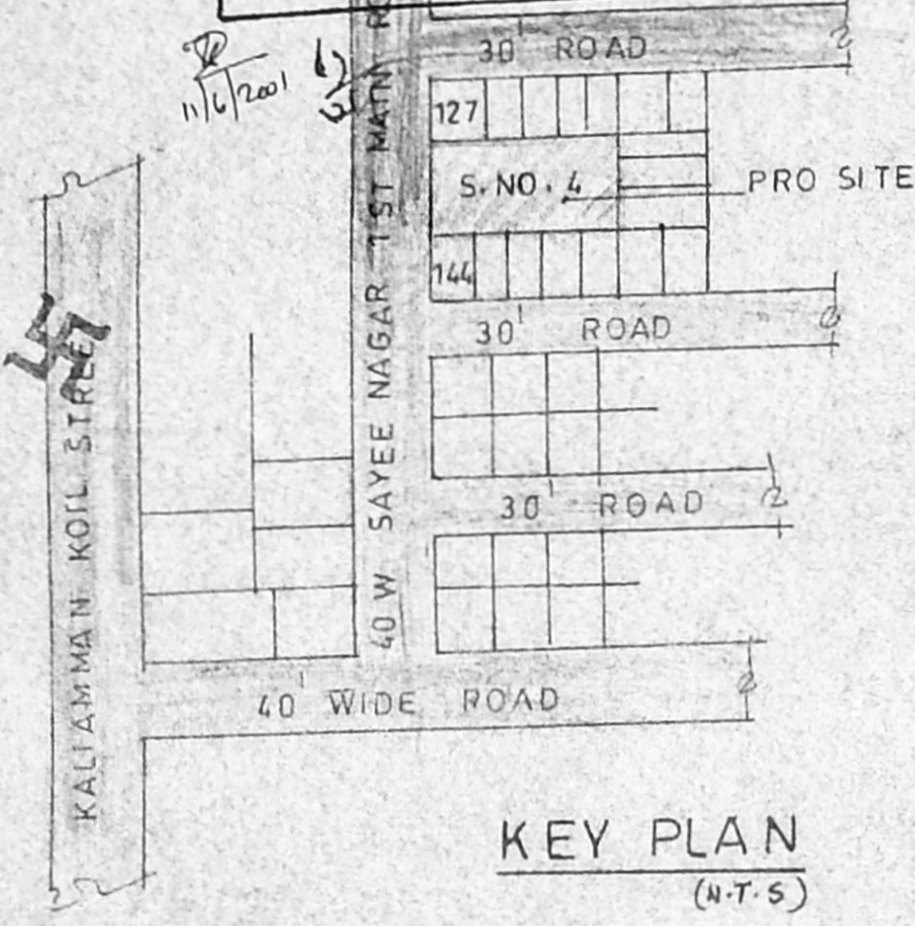 30' ROAD
11/6/2001
127
S.NO. 4
PRO SITE
144
30' ROAD
40 W SAYEE NAGAR 1ST MAIN
30' ROAD
KALIAMMAN KOIL STREE
40' WIDE ROAD
KEY PLAN
(N.T.S)